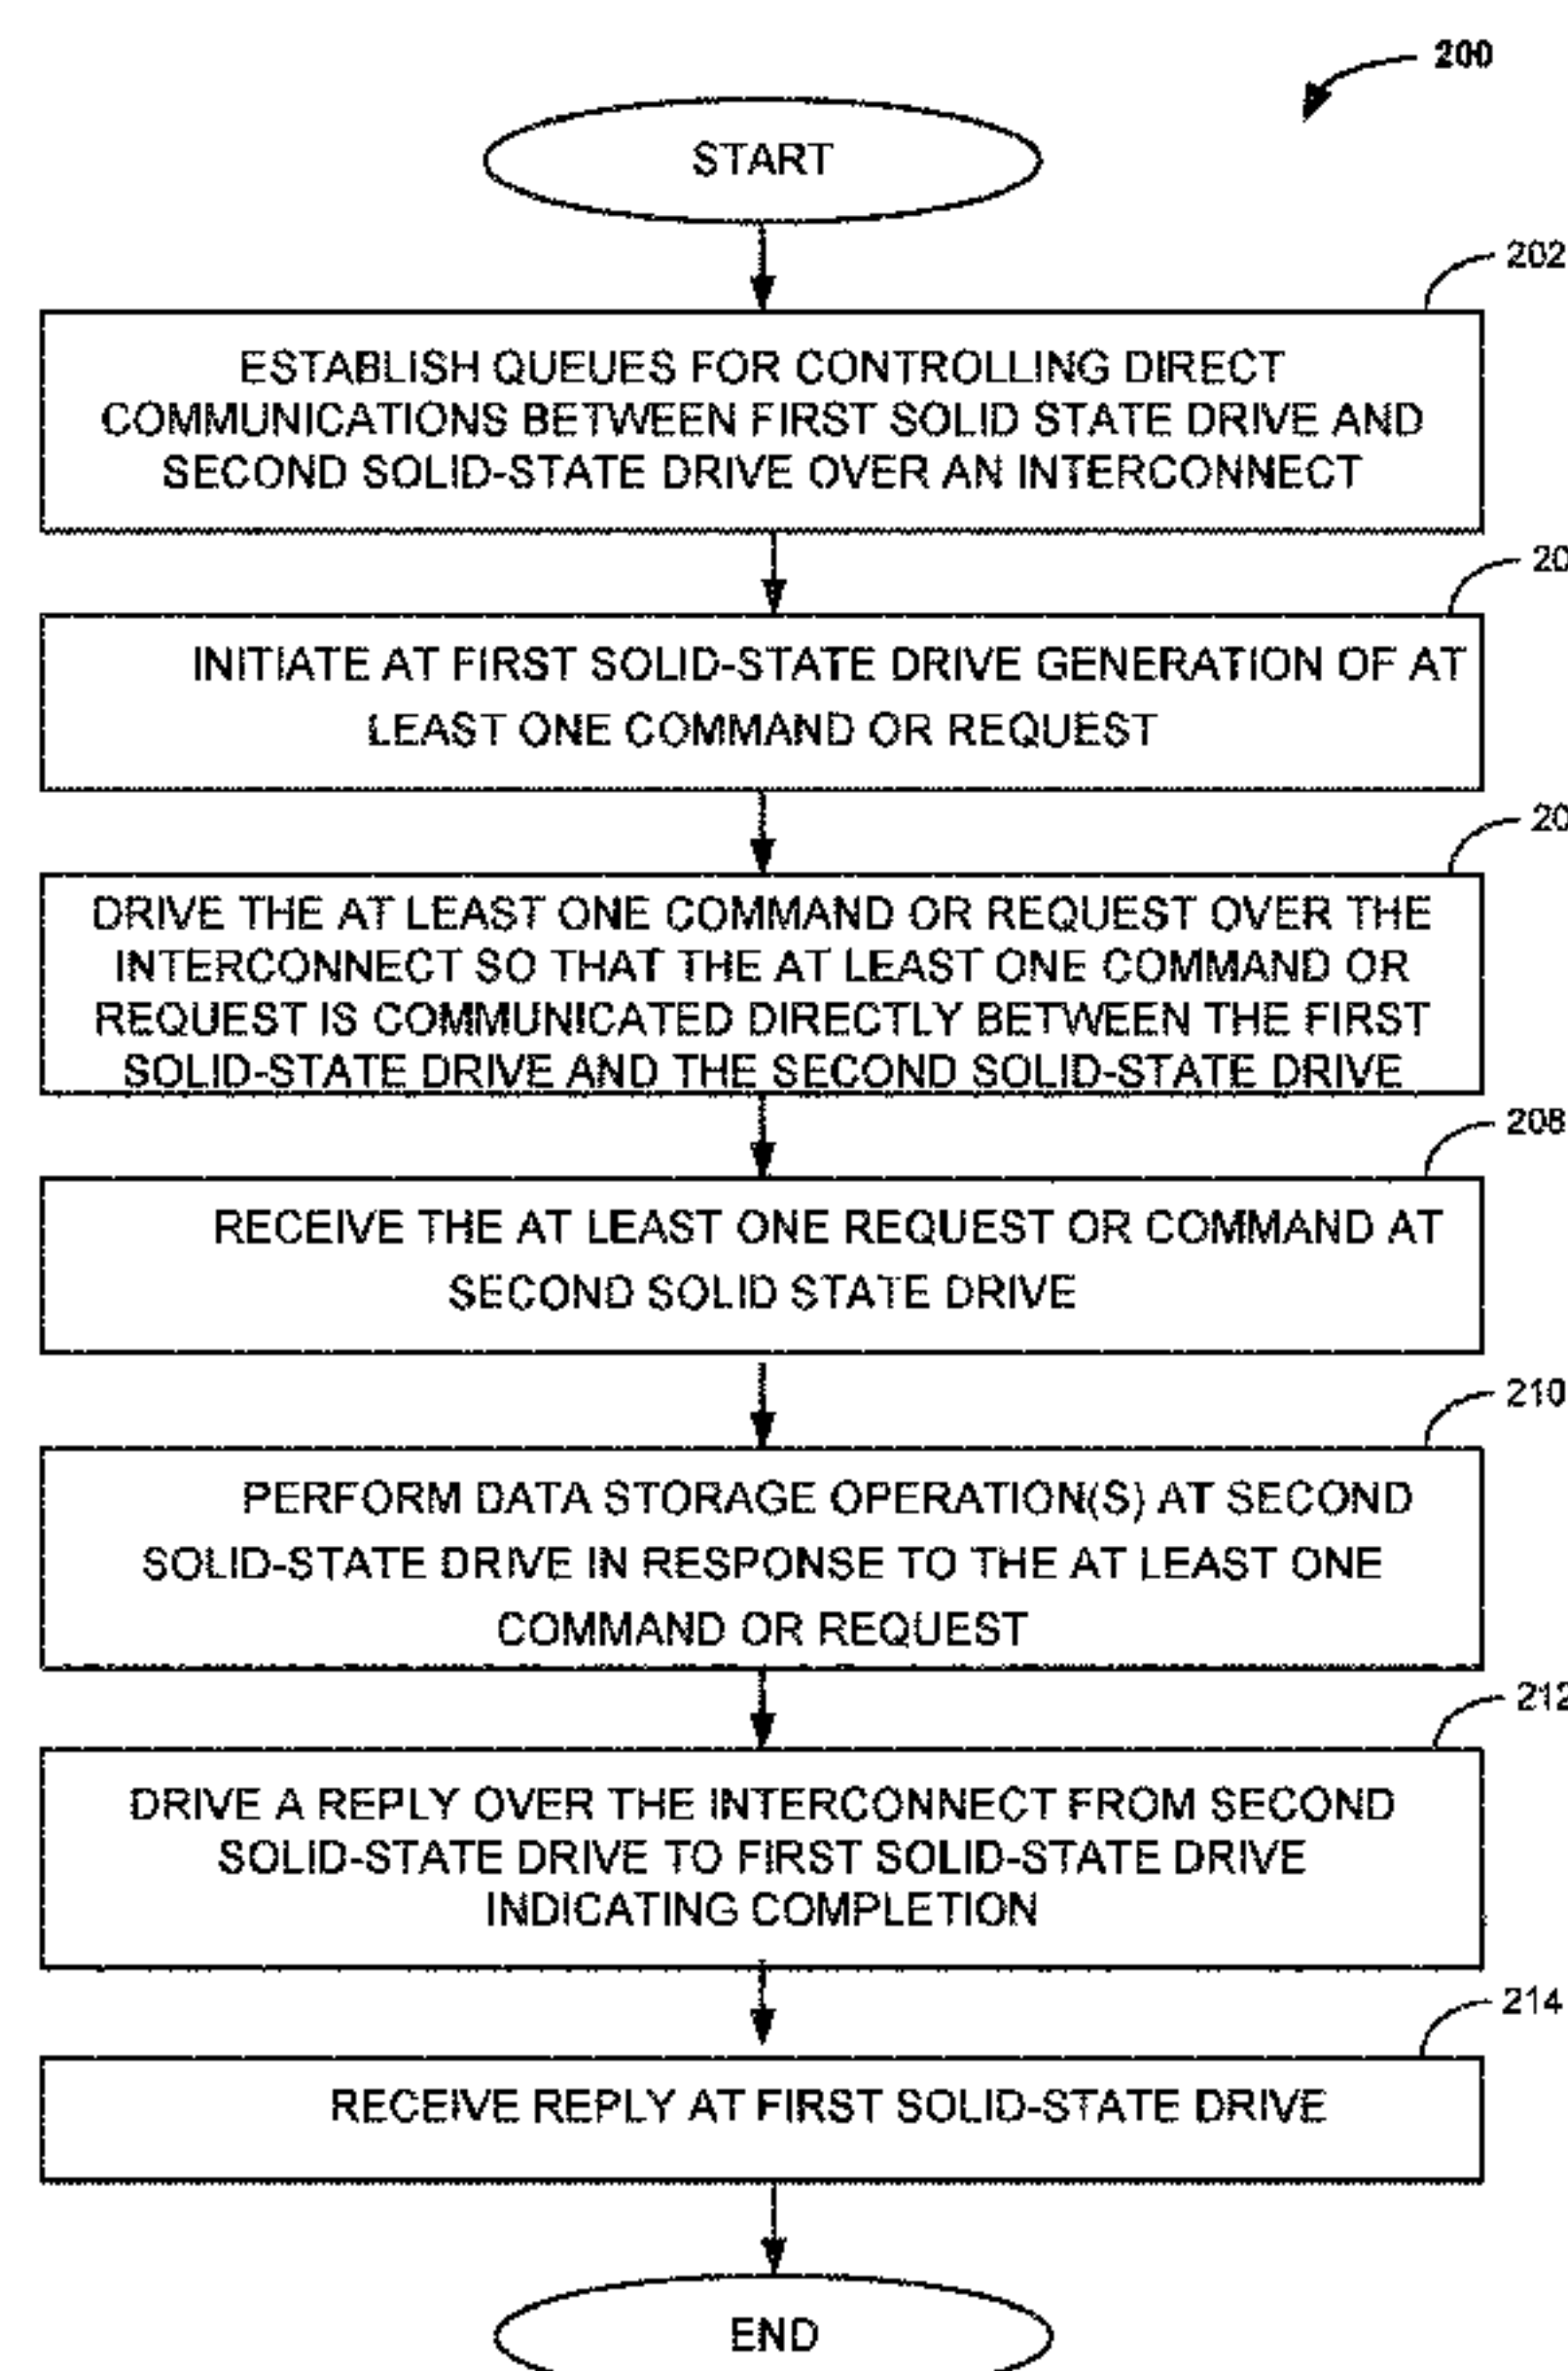 200
START
202
ESTABLISH QUEUES FOR CONTROLLING DIRECT
COMMUNICATIONS BETWEEN FIRST SOLID STATE DRIVE AND
SECOND SOLID-STATE DRIVE OVER AN INTERCONNECT
20
INITIATE AT FIRST SOLID-STATE DRIVE GENERATION OF AT
LEAST ONE COMMAND OR REQUEST
20
DRIVE THE AT LEAST ONE COMMAND OR REQUEST OVER THE
INTERCONNECT SO THAT THE AT LEAST ONE COMMAND OR
REQUEST IS COMMUNICATED DIRECTLY BETWEEN THE FIRST
SOLID-STATE DRIVE AND THE SECOND SOLID-STATE DRIVE
208
RECEIVE THE AT LEAST ONE REQUEST OR COMMAND AT
SECOND SOLID STATE DRIVE
210
PERFORM DATA STORAGE OPERATION(S) AT SECOND
SOLID-STATE DRIVE IN RESPONSE TO THE AT LEAST ONE
COMMAND OR REQUEST
212
DRIVE A REPLY OVER THE INTERCONNECT FROM SECOND
SOLID-STATE DRIVE TO FIRST SOLID-STATE DRIVE
INDICATING COMPLETION
214
RECEIVE REPLY AT FIRST SOLID-STATE DRIVE
END